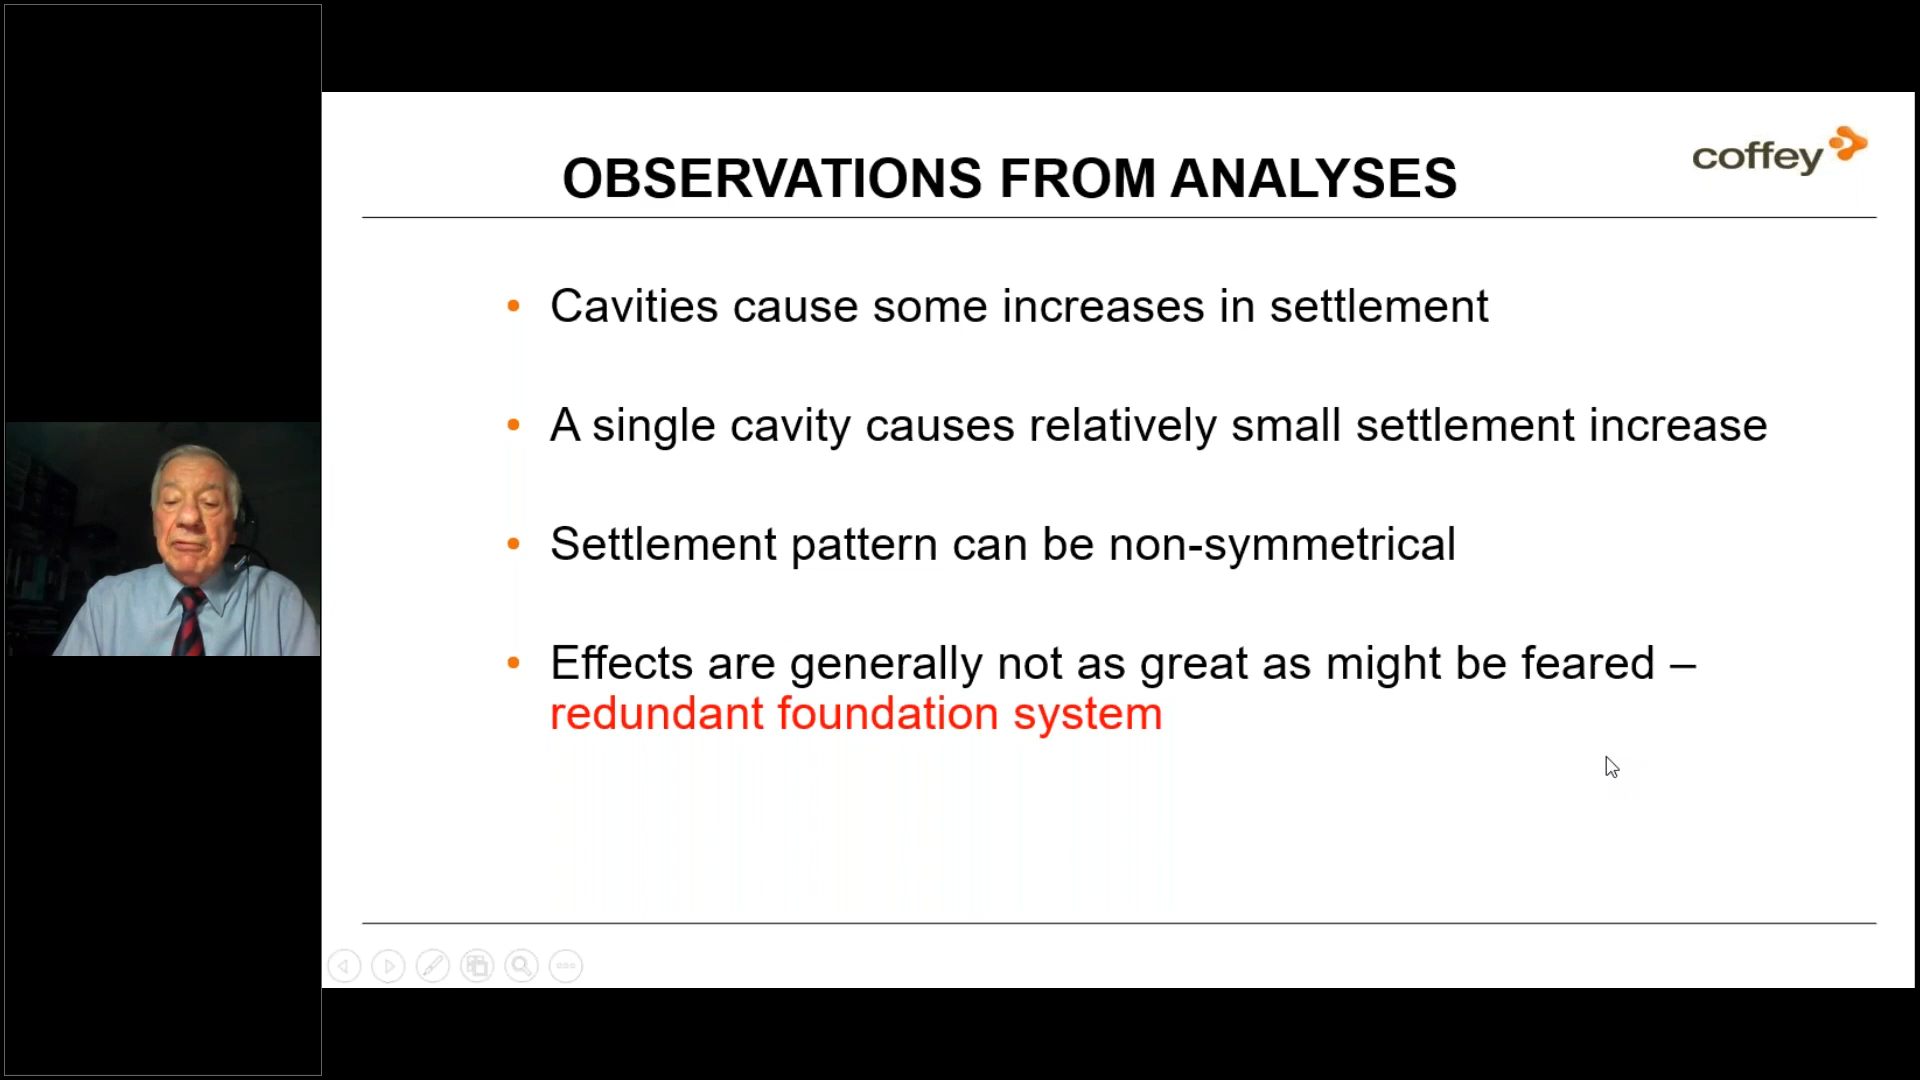 coffey
OBSERVATIONS FROM ANALYSES
• Cavities cause some increases in settlement
• A single cavity causes relatively small settlement increase
• Settlement pattern can be non-symmetrical
• Effects are generally not as great as might be feared –
redundant foundation system